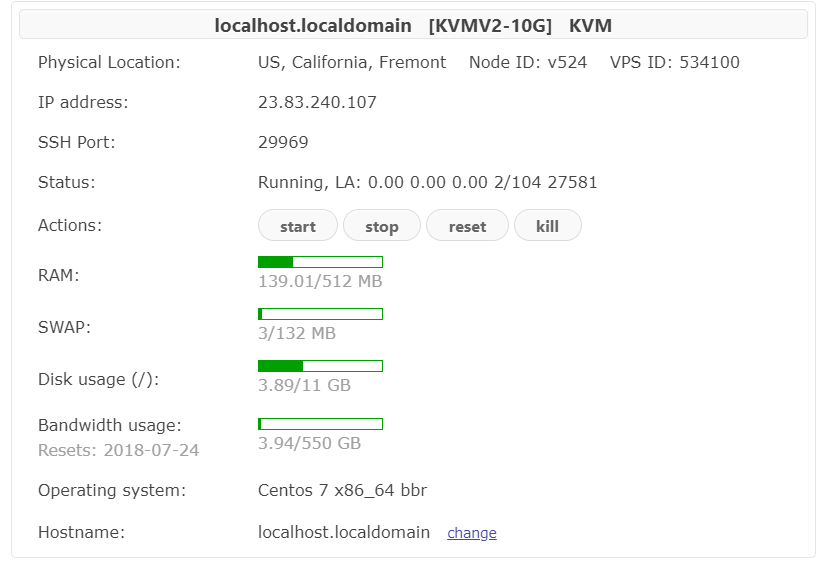 localhost.localdomain [KVMV2-10G] KVM
Physical Location: US, California, Fremont Node ID: v524 VPS ID: 534100
IP address: 23.83.240.107
SSH Port: 29969
Status: Running, LA: 0.00 0.00 0.00 2/104 27581
Actions: start stop reset kill
RAM: 139.01/512 MB
SWAP: 3/132 MB
Disk usage (/): 3.89/11 GB
Bandwidth usage: 3.94/550 GB
Resets: 2018-07-24
Operating system: Centos 7 x86_64 bbr
Hostname: localhost.localdomain change